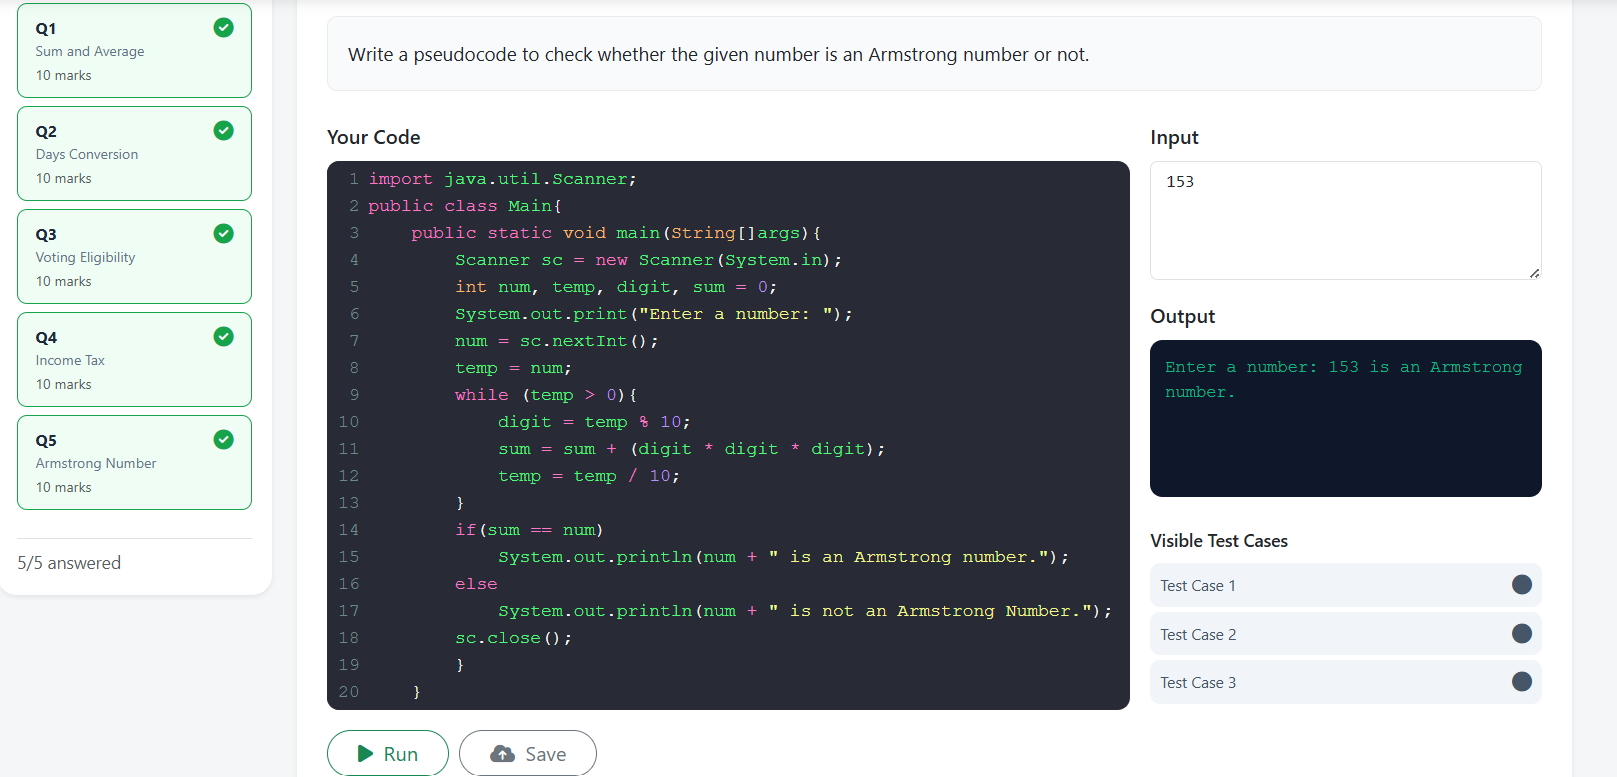 Q1
Sum and Average
10 marks
Q2
Days Conversion
10 marks
Q3
Voting Eligibility
10 marks
Q4
Income Tax
10 marks
Q5
Armstrong Number
10 marks
5/5 answered
Write a pseudocode to check whether the given number is an Armstrong number or not.
Your Code
1 import java.util.Scanner;
2 public class Main{
3     public static void main(String[]args){
4         Scanner sc = new Scanner(System.in);
5         int num, temp, digit, sum = 0;
6         System.out.print("Enter a number: ");
7         num = sc.nextInt();
8         temp = num;
9         while (temp > 0){
10             digit = temp % 10;
11             sum = sum + (digit * digit * digit);
12             temp = temp / 10;
13         }
14         if(sum == num)
15             System.out.println(num + " is an Armstrong number.");
16         else
17             System.out.println(num + " is not an Armstrong Number.");
18         sc.close();
19         }
20     }
Run
Save
Input
153
Output
Enter a number: 153 is an Armstrong
number.
Visible Test Cases
Test Case 1
Test Case 2
Test Case 3